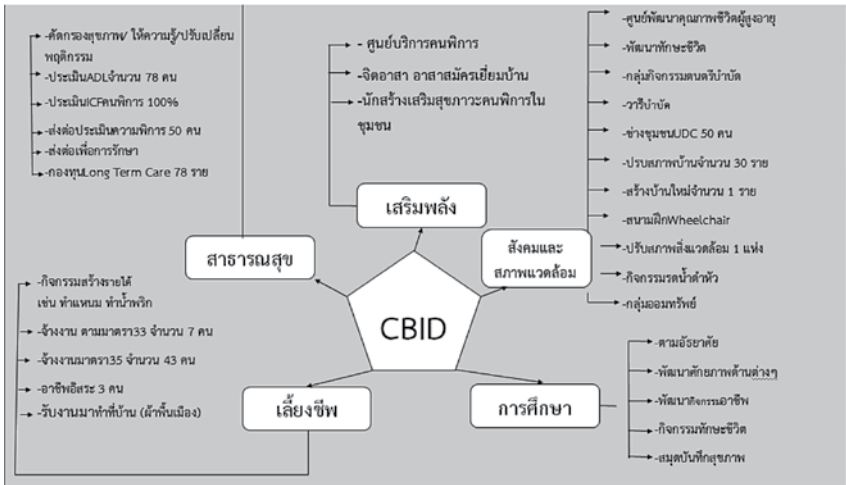 -คัดกรองสุขภาพ/ ให้ความรู้/ปรับเปลี่ยน
พฤติกรรม
-ประเมินADLจำนวน 78 คน
-ประเมินICFคนพิการ 100%
-ส่งต่อประเมินความพิการ 50 คน
-ส่งต่อเพื่อการรักษา
-กองทุนLong Term Care 78 ราย
สาธารณสุข
- ศูนย์บริการคนพิการ
-จิตอาสา อาสาสมัครเยี่ยมบ้าน
-นักสร้างเสริมสุขภาวะคนพิการใน
ชุมชน
เสริมพลัง
-ศูนย์พัฒนาคุณภาพชีวิตผู้สูงอายุ
-พัฒนาทักษะชีวิต
-กลุ่มกิจกรรมดนตรีบำบัด
-วารีบำบัด
-ช่างชุมชนUDC 50 คน
-ปรบสภาพบ้านจำนวน 30 ราย
-สร้างบ้านใหม่จำนวน 1 ราย
-สนามฝึกWheelchair
-ปรับสภาพสิ่งแวดล้อม 1 แห่ง
-กิจกรรมรดน้ำดำหัว
-กลุ่มออมทรัพย์
สังคมและ
สภาพแวดล้อม
CBID
-กิจกรรมสร้างรายได้
เช่น ทำแหนม ทำน้ำพริก
-จ้างงาน ตามมาตรา33 จำนวน 7 คน
-จ้างงานมาตรา35 จำนวน 43 คน
-อาชีพอิสระ 3 คน
-รับงานมาทำที่บ้าน (ผ้าพื้นเมือง)
เลี้ยงชีพ
การศึกษา
-ตามอัธยาศัย
-พัฒนาศักยภาพด้านต่างๆ
-พัฒนากิจกรรมอาชีพ
-กิจกรรมทักษะชีวิต
-สมุดบันทึกสุขภาพ